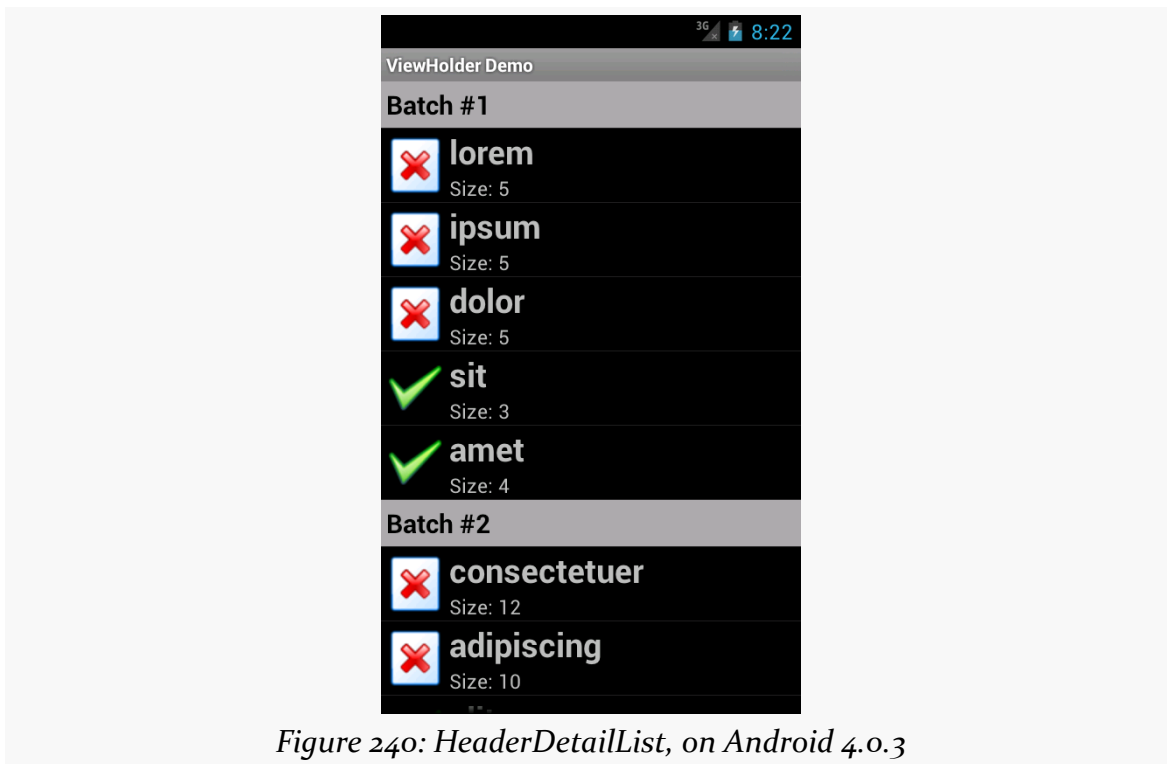 3G 8:22
ViewHolder Demo
Batch #1
lorem
Size: 5
ipsum
Size: 5
dolor
Size: 5
sit
Size: 3
amet
Size: 4
Batch #2
consectetuer
Size: 12
adipiscing
Size: 10
Figure 240: HeaderDetailList, on Android 4.0.3